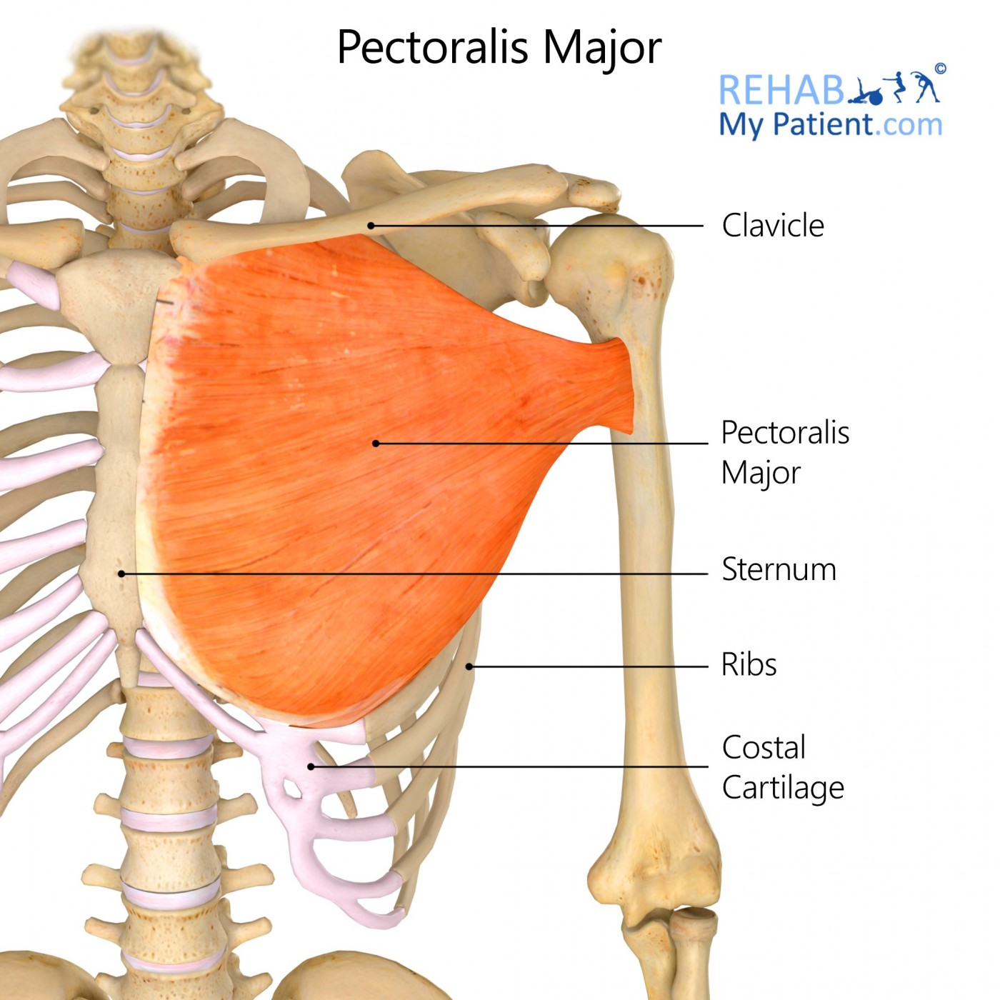 Pectoralis Major
REHAB ©
My Patient.com
Clavicle
Pectoralis
Major
Sternum
Ribs
Costal
Cartilage